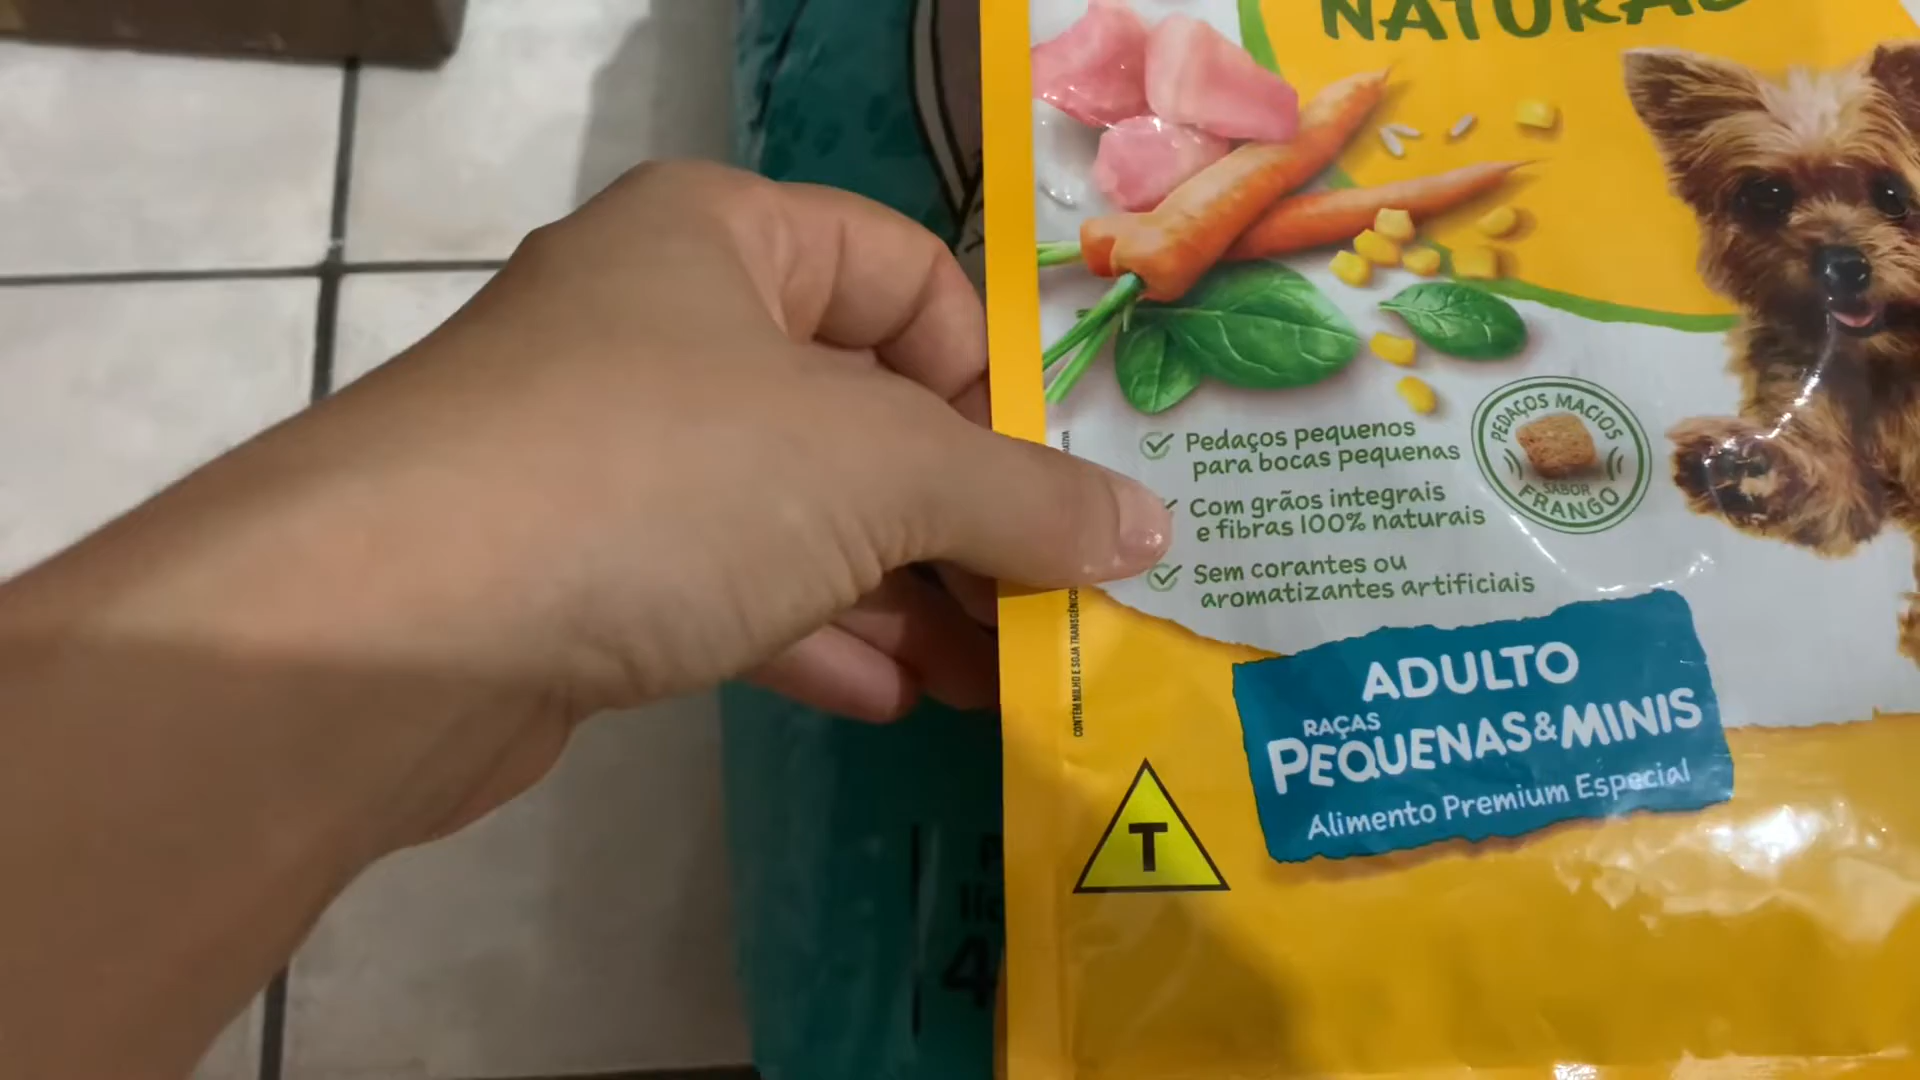 Pedaços pequenos
para bocas pequenas
Com grãos integrais
e fibras 100% naturais
Sem corantes ou
aromatizantes artificiais
PEDAÇOS MACIOS
SABOR
FRANGO
CONTÉM MILHO E SOJA TRANSGÊNICOS
ADULTO
RAÇAS
PEQUENAS&MINIS
Alimento Premium Especial
T
4